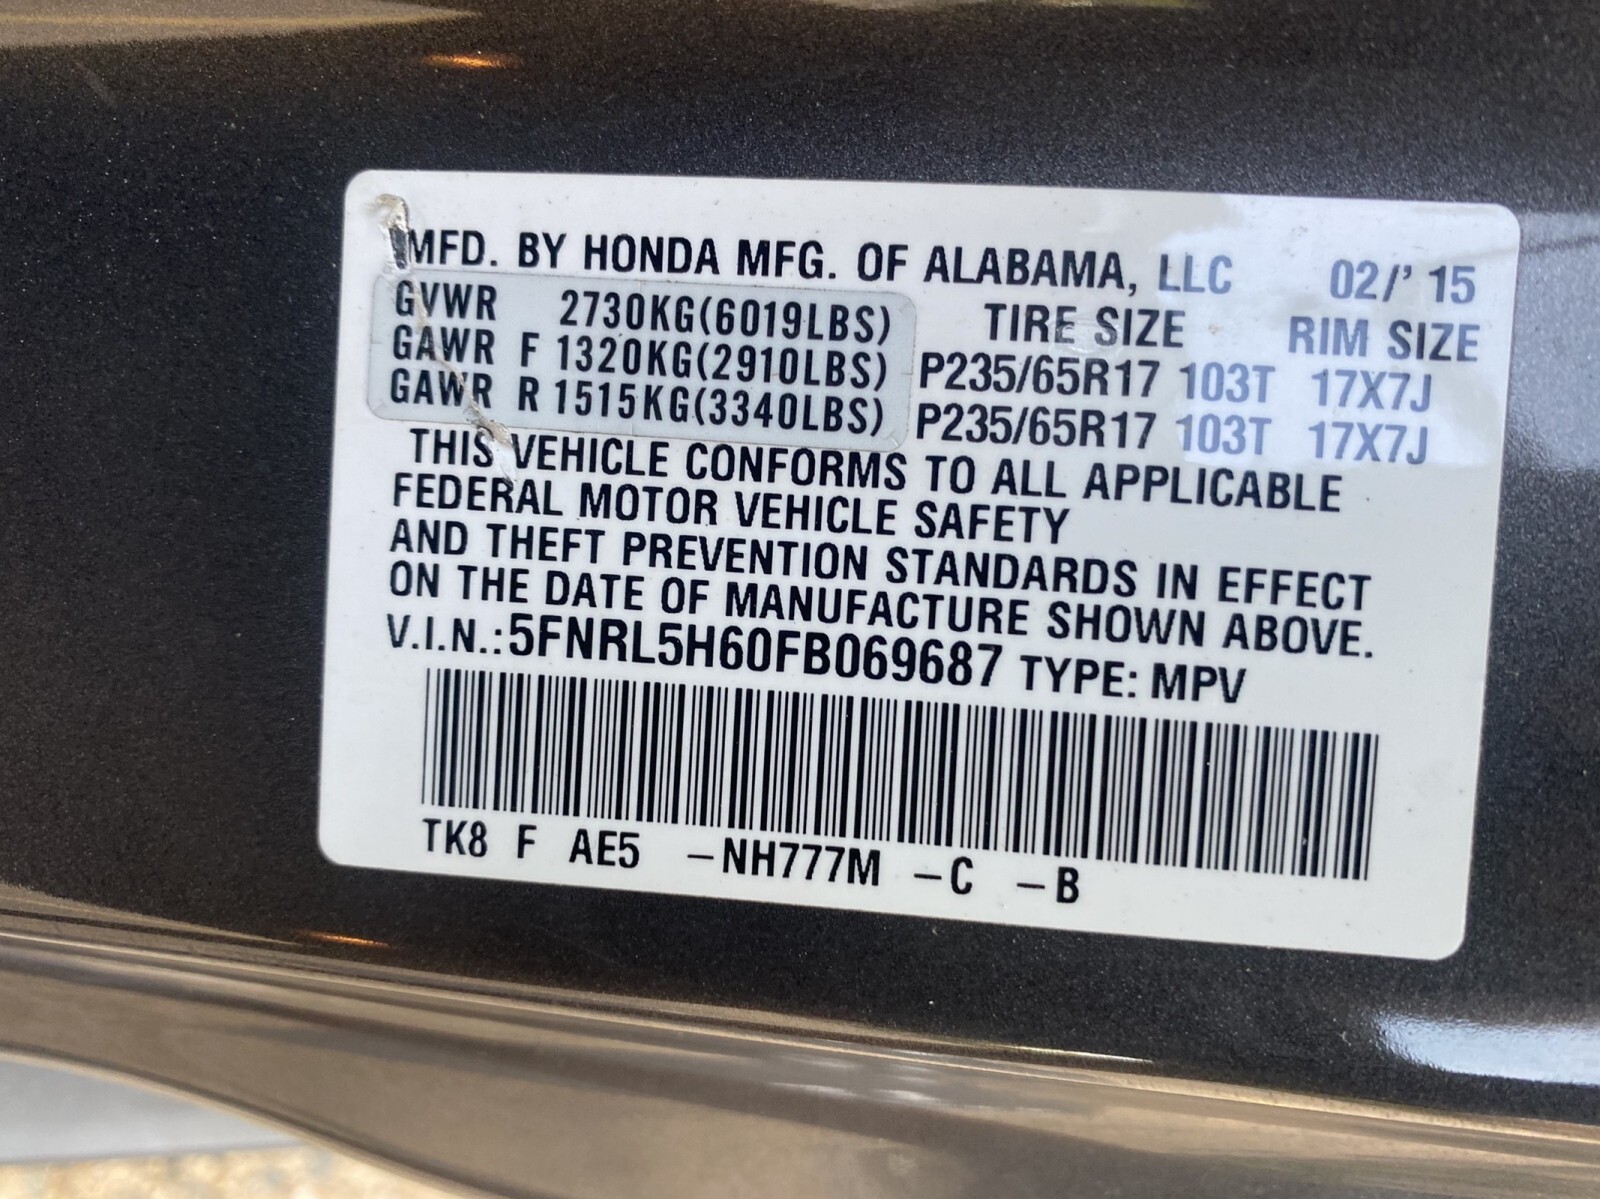 MFD. BY HONDA MFG. OF ALABAMA, LLC 02/' 15
GVWR 2730KG(6019LBS) TIRE SIZE RIM SIZE
GAWR F 1320KG(2910LBS) P235/65R17 103T 17X7J
GAWR R 1515KG(3340LBS) P235/65R17 103T 17X7J
THIS VEHICLE CONFORMS TO ALL APPLICABLE
FEDERAL MOTOR VEHICLE SAFETY
AND THEFT PREVENTION STANDARDS IN EFFECT
ON THE DATE OF MANUFACTURE SHOWN ABOVE.
V.I.N.:5FNRL5H60FB069687 TYPE: MPV
TK8 F AE5 -NH777M -C -B